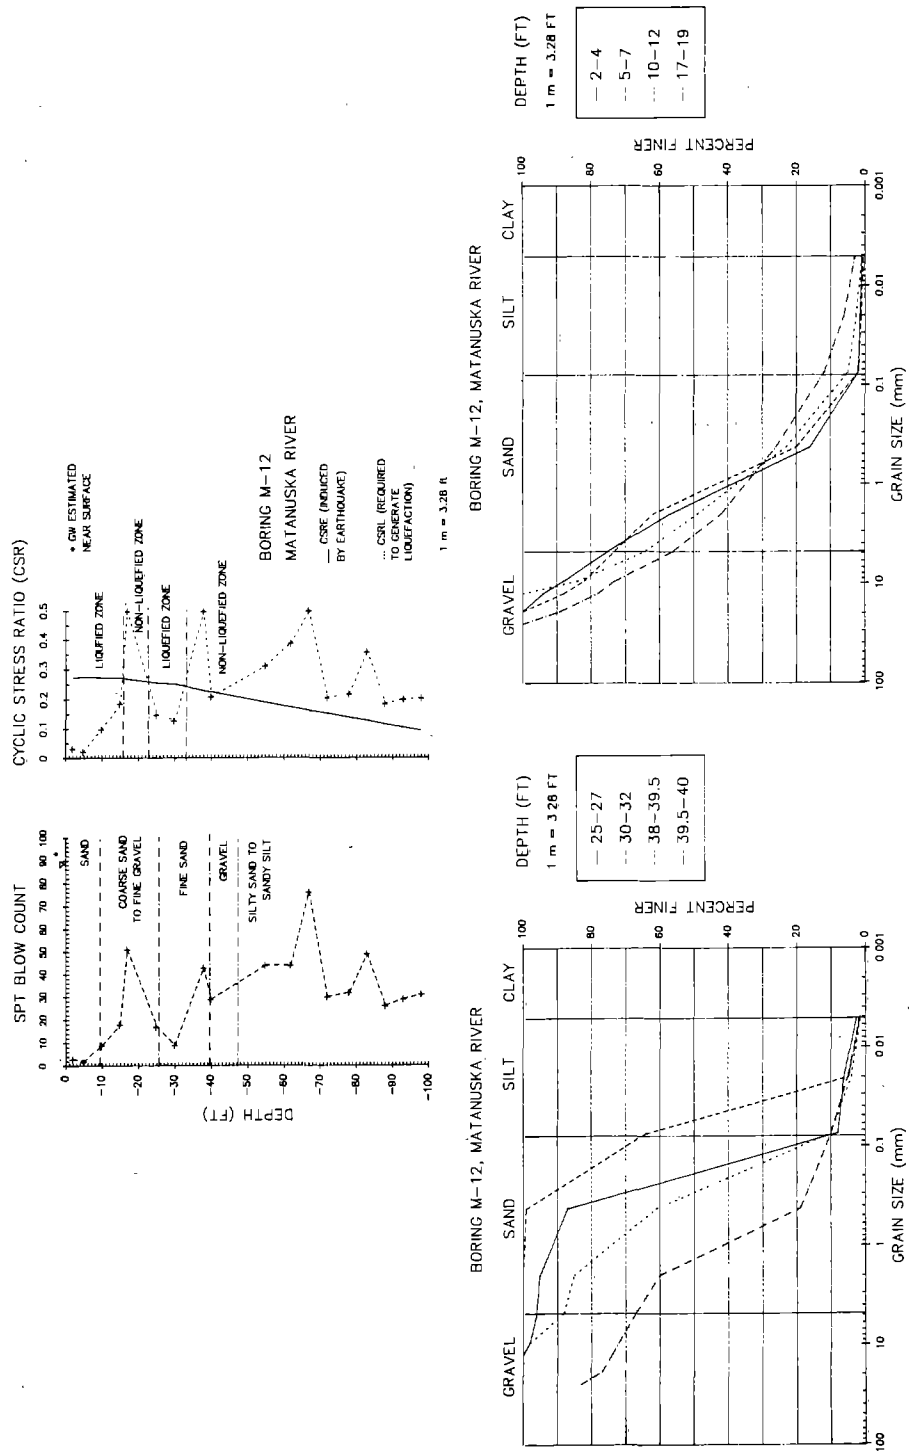 SPT BLOW COUNT
0 10 20 30 40 50 60 70 80 90 100
0
-10
-20
-30
-40
-50
-60
-70
-80
-90
-100
DEPTH (FT)
SAND
COARSE SAND
TO FINE GRAVEL
FINE SAND
GRAVEL
SILTY SAND TO
SANDY SILT
CYCLIC STRESS RATIO (CSR)
0 0.1 0.2 0.3 0.4 0.5
LIQUFIED ZONE
NON-LIQUEFIED ZONE
LIQUEFIED ZONE
NON-LIQUEFIED ZONE
* GW ESTIMATED
NEAR SURFACE
BORING M-12
MATANUSKA RIVER
— CSRE (INDUCED
BY EARTHQUAKE)
... CSRL (REQUIRED
TO GENERATE
LIQUEFACTION)
1 m = 3.28 ft
BORING M-12, MATANUSKA RIVER
GRAVEL SAND SILT CLAY
100
80
60
40
20
0
PERCENT FINER
100 10 1 0.1 0.01 0.001
GRAIN SIZE (mm)
DEPTH (FT)
1 m = 3.28 FT
— 25-27
-- 30-32
--- 38-39.5
-- 39.5-40
BORING M-12, MATANUSKA RIVER
GRAVEL SAND SILT CLAY
100
80
60
40
20
0
PERCENT FINER
100 10 1 0.1 0.01 0.001
GRAIN SIZE (mm)
DEPTH (FT)
1 m = 3.28 FT
— 2-4
-- 5-7
--- 10-12
-- 17-19